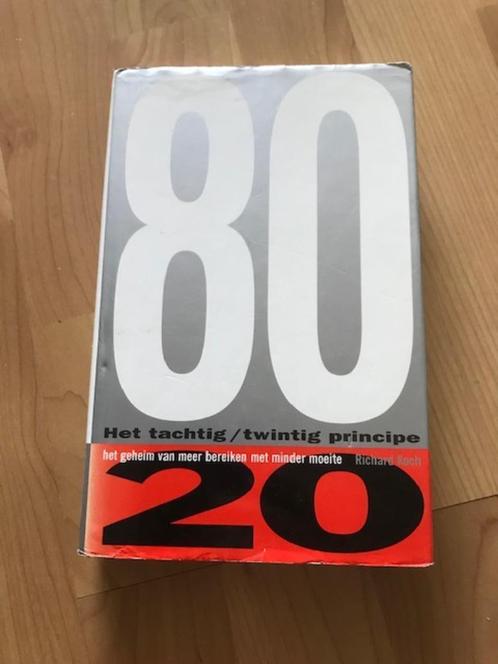 80
Het tachtig/twintig principe
het geheim van meer bereiken met minder moeite Richard Koch
20